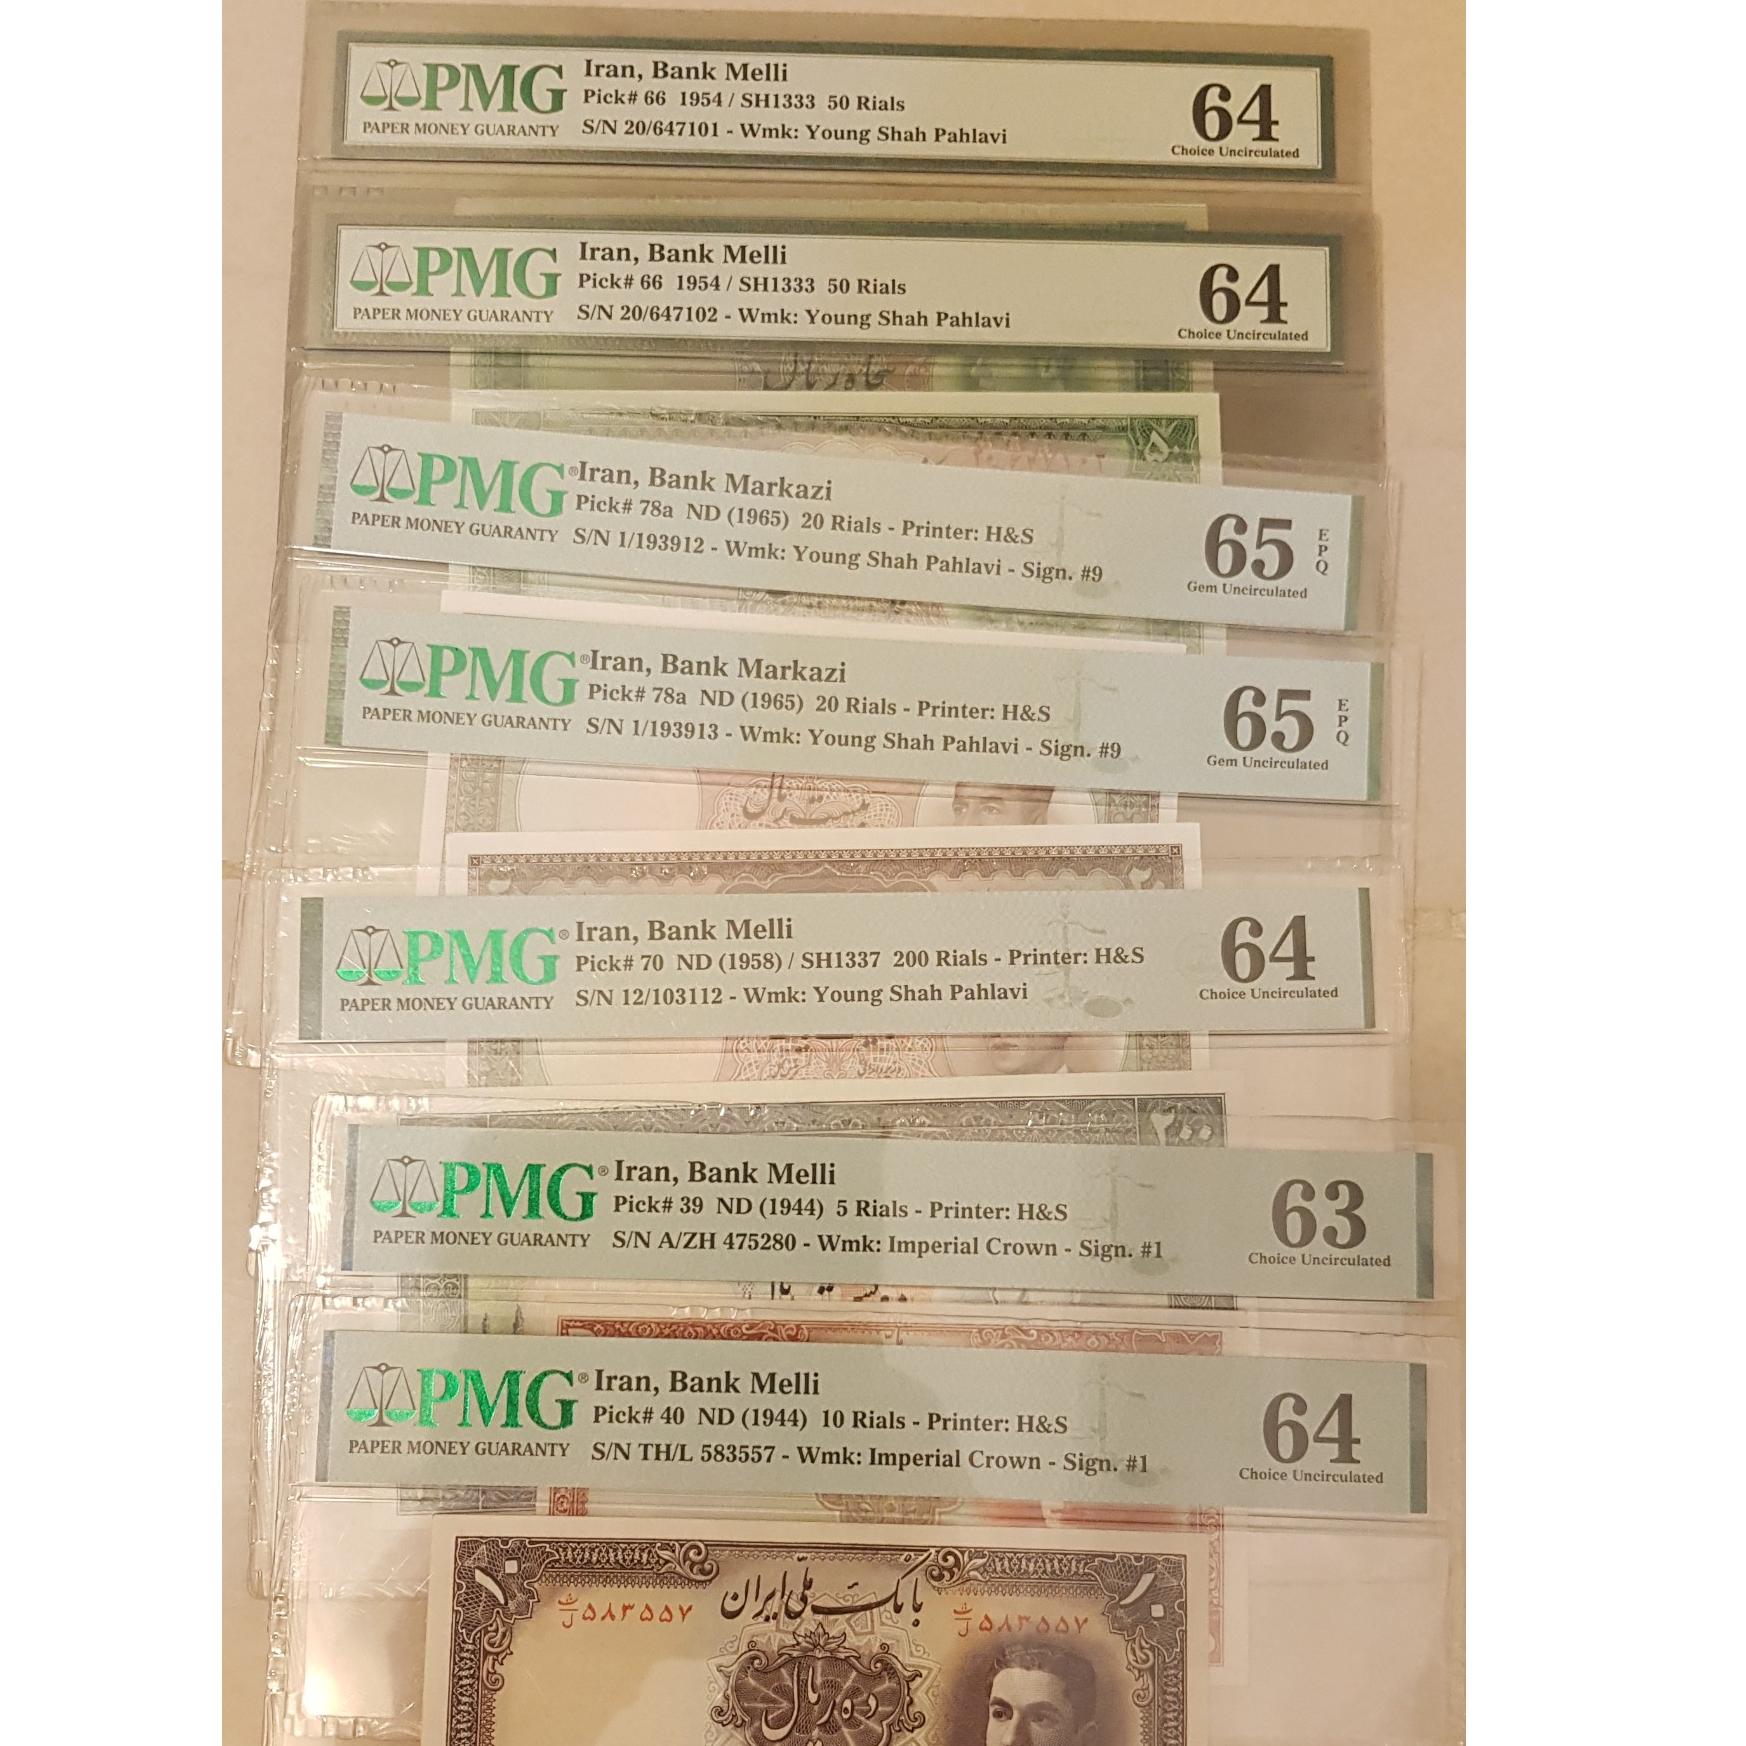 PMG
PAPER MONEY GUARANTY
Iran, Bank Melli
Pick# 66 1954 / SH1333 50 Rials
S/N 20/647101 - Wmk: Young Shah Pahlavi
64
Choice Uncirculated
PMG
PAPER MONEY GUARANTY
Iran, Bank Melli
Pick# 66 1954 / SH1333 50 Rials
S/N 20/647102 - Wmk: Young Shah Pahlavi
64
Choice Uncirculated
۵۰
PMG®
PAPER MONEY GUARANTY
Iran, Bank Markazi
Pick# 78a ND (1965) 20 Rials - Printer: H&S
S/N 1/193912 - Wmk: Young Shah Pahlavi - Sign. #9
65
EPQ
Gem Uncirculated
PMG®
PAPER MONEY GUARANTY
Iran, Bank Markazi
Pick# 78a ND (1965) 20 Rials - Printer: H&S
S/N 1/193913 - Wmk: Young Shah Pahlavi - Sign. #9
65
EPQ
Gem Uncirculated
بیست ریال
PMG®
PAPER MONEY GUARANTY
Iran, Bank Melli
Pick# 70 ND (1958) / SH1337 200 Rials - Printer: H&S
S/N 12/103112 - Wmk: Young Shah Pahlavi
64
Choice Uncirculated
۲۰۰
PMG®
PAPER MONEY GUARANTY
Iran, Bank Melli
Pick# 39 ND (1944) 5 Rials - Printer: H&S
S/N A/ZH 475280 - Wmk: Imperial Crown - Sign. #1
63
Choice Uncirculated
PMG®
PAPER MONEY GUARANTY
Iran, Bank Melli
Pick# 40 ND (1944) 10 Rials - Printer: H&S
S/N TH/L 583557 - Wmk: Imperial Crown - Sign. #1
64
Choice Uncirculated
۱۰
بانک ملی ایران
۱۰
ث/ل ۵۸۳۵۵۷
ث/ل ۵۸۳۵۵۷
ده ریال